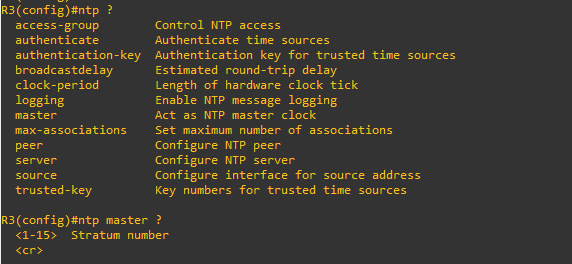 R3(config)#ntp ?
  access-group        Control NTP access
  authenticate        Authenticate time sources
  authentication-key  Authentication key for trusted time sources
  broadcastdelay      Estimated round-trip delay
  clock-period        Length of hardware clock tick
  logging             Enable NTP message logging
  master              Act as NTP master clock
  max-associations    Set maximum number of associations
  peer                Configure NTP peer
  server              Configure NTP server
  source              Configure interface for source address
  trusted-key         Key numbers for trusted time sources
R3(config)#ntp master ?
  <1-15>  Stratum number
  <cr>